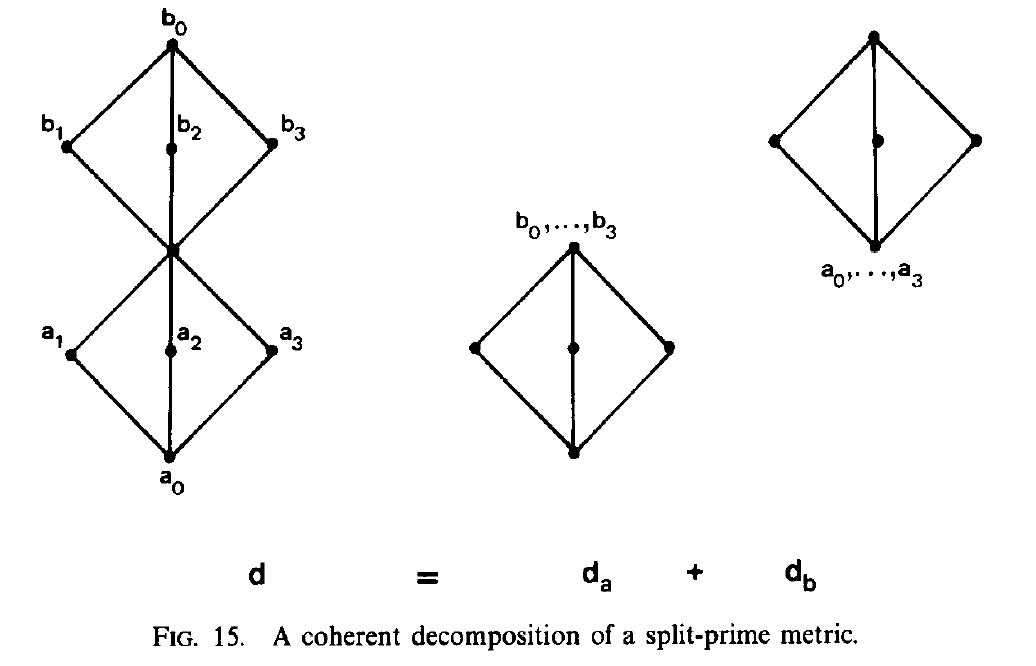 b₀
b₁ b₂ b₃
b₀,...,b₃
a₀,...,a₃
a₁ a₂ a₃
a₀
d = dₐ + d_b
FIG. 15. A coherent decomposition of a split-prime metric.